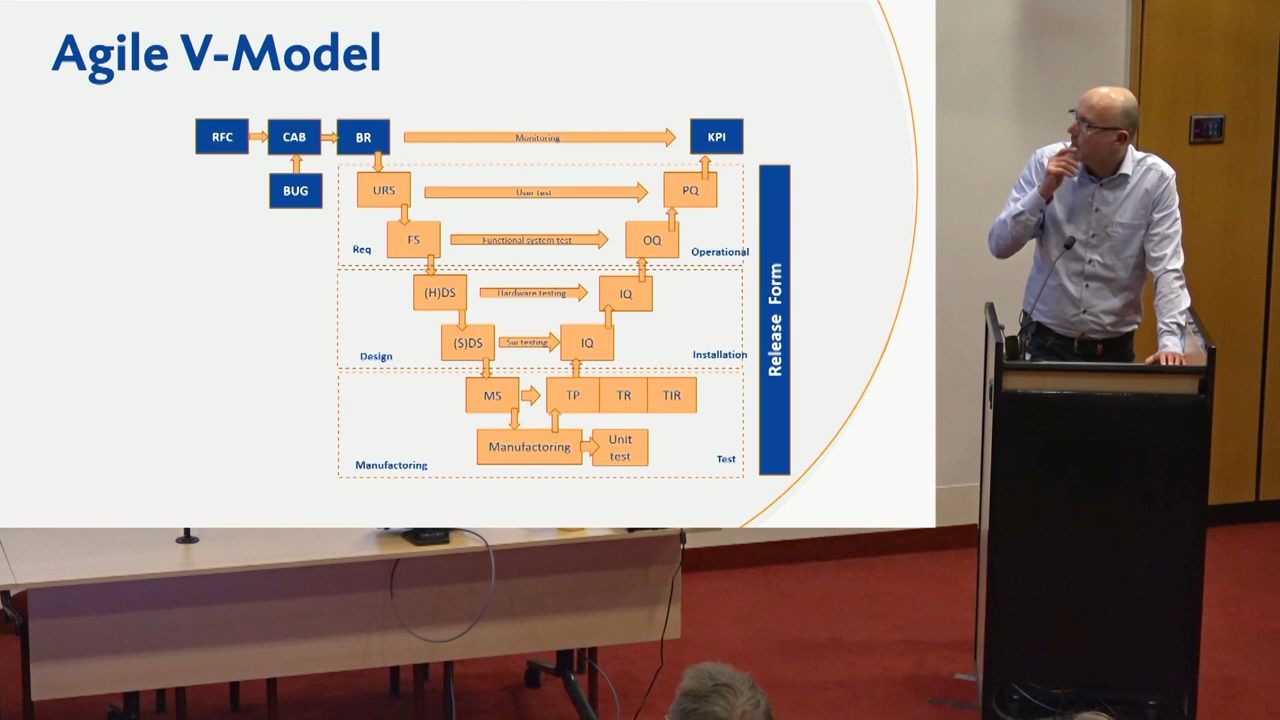 Agile V-Model
RFC
CAB
BR
Monitoring
KPI
BUG
URS
User test
PQ
FS
Functional system test
OQ
Req
Operational
(H)DS
Hardware testing
IQ
(S)DS
Sw testing
IQ
Design
Installation
MS
TP
TR
TIR
Manufactoring
Unit
test
Manufactoring
Test
Release Form